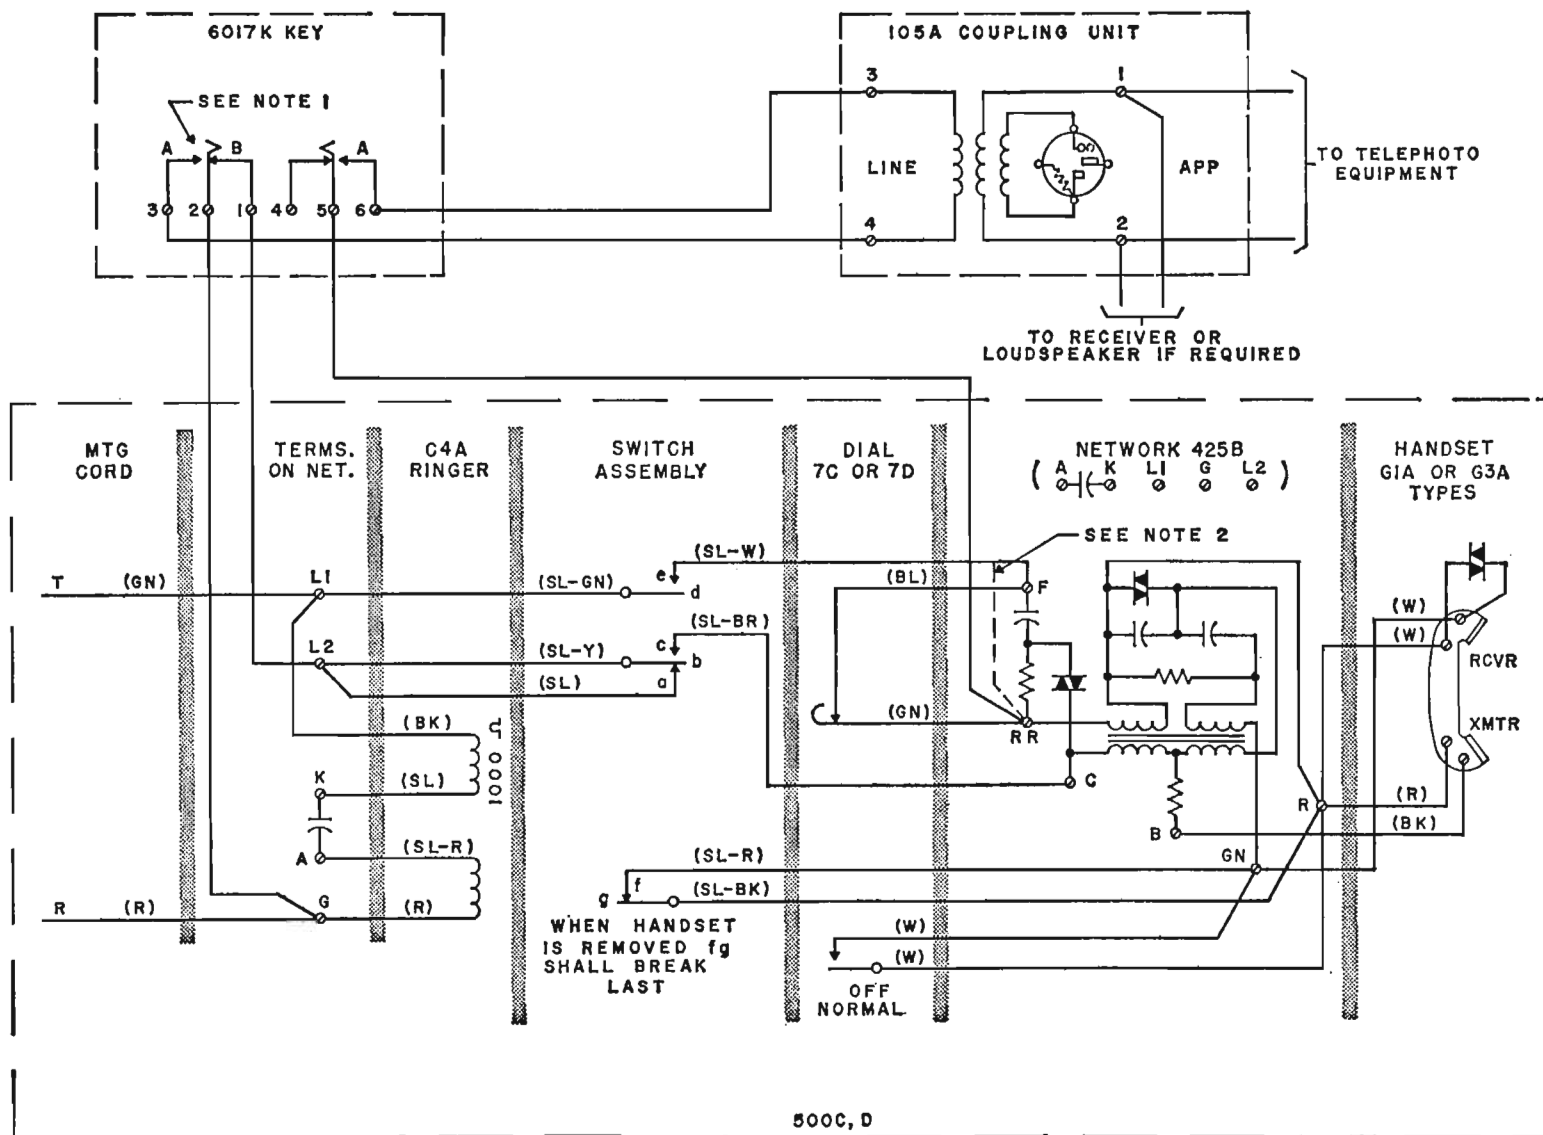 6017K KEY
105A COUPLING UNIT
SEE NOTE 1
A B A
3 2 1 4 5 6
3 1
LINE APP
4 2
TO TELEPHOTO
EQUIPMENT
TO RECEIVER OR
LOUDSPEAKER IF REQUIRED
MTG
CORD
TERMS.
ON NET.
C4A
RINGER
SWITCH
ASSEMBLY
DIAL
7C OR 7D
NETWORK 425B
( A K L1 G L2 )
HANDSET
G1A OR G3A
TYPES
SEE NOTE 2
T (GN) L1 (SL-GN) e d (SL-W) (BL) F
(SL-BR)
L2 (SL-Y) c b
(SL) a
(W)
(W)
RCVR
(BK) 1000 (GN) RR XMTR
K (SL) C
R (R)
B (BK)
A (SL-R) (SL-R) GN
f
g (SL-BK)
R (R) G (R)
WHEN HANDSET
IS REMOVED fg
SHALL BREAK
LAST
(W)
(W)
OFF
NORMAL
500C, D